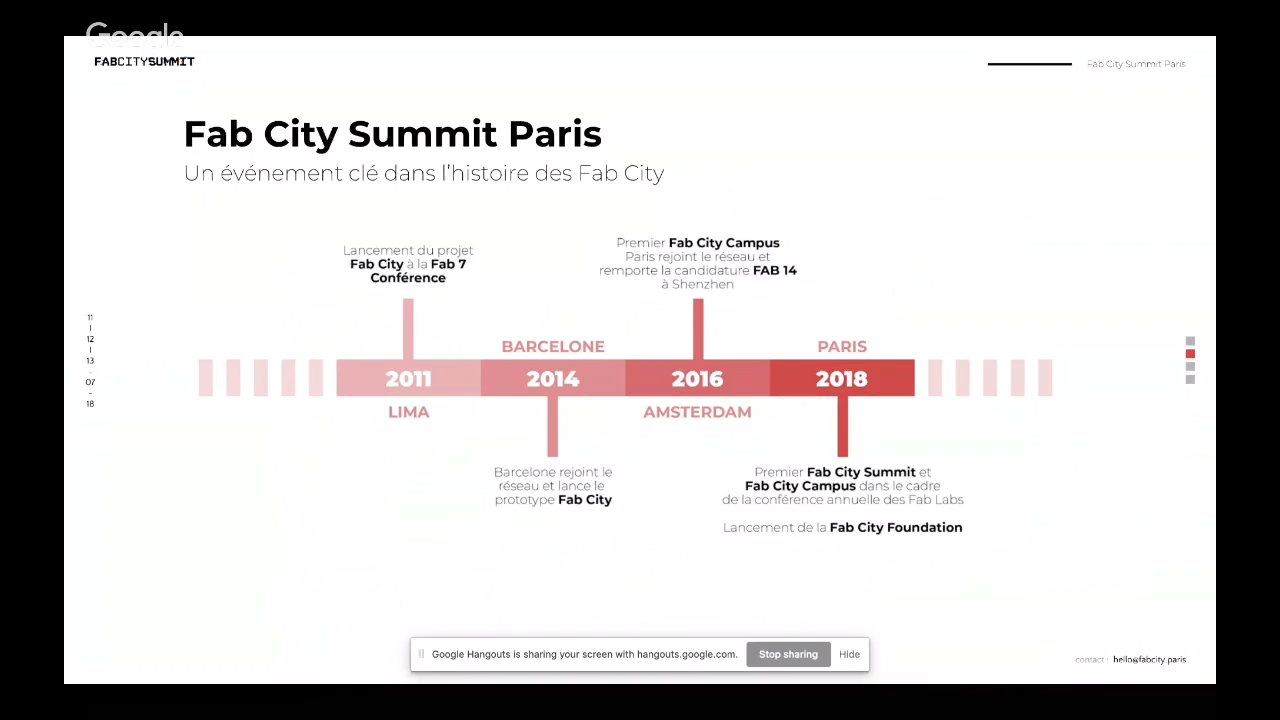 Google
FABCITYSUMMIT
Fab City Summit Paris
Fab City Summit Paris
Un événement clé dans l'histoire des Fab City
Lancement du projet
Fab City à la Fab 7
Conférence
Premier Fab City Campus
Paris rejoint le réseau et
remporte la candidature FAB 14
à Shenzhen
11
|
12
|
13
-
07
-
18
BARCELONE
PARIS
2011
2014
2016
2018
LIMA
AMSTERDAM
Barcelone rejoint le
réseau et lance le
prototype Fab City
Premier Fab City Summit et
Fab City Campus dans le cadre
de la conférence annuelle des Fab Labs
Lancement de la Fab City Foundation
Google Hangouts is sharing your screen with hangouts.google.com.
Stop sharing
Hide
contact : hello@fabcity.paris